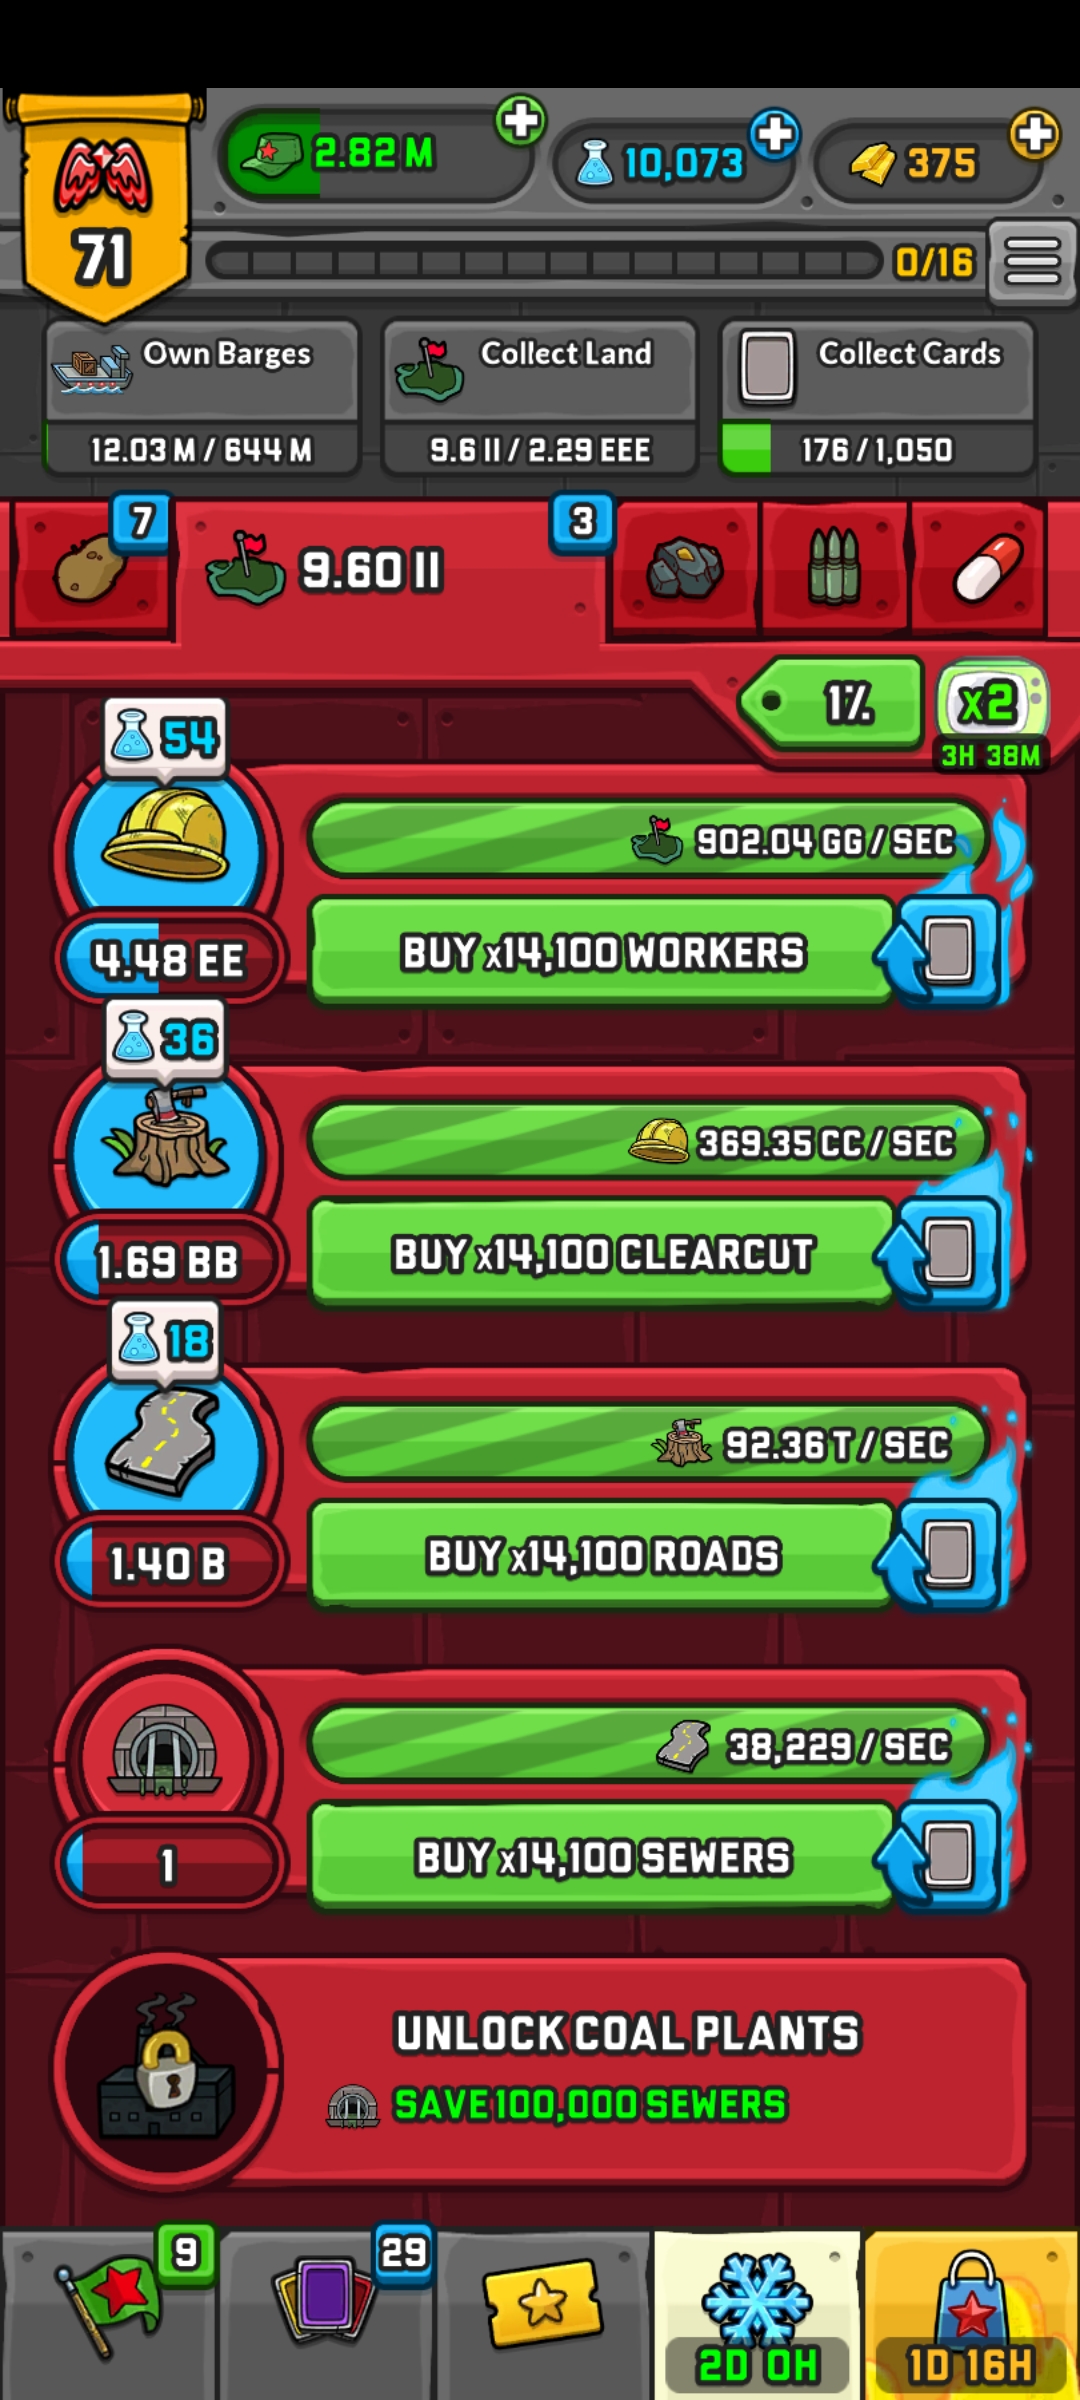 71
2.82 M
10,073
375
0/16
Own Barges
12.03 M / 644 M
Collect Land
9.6 II / 2.29 EEE
Collect Cards
176 / 1,050
7
9.60 II
3
1%
x2
3H 38M
54
902.04 GG / SEC
4.48 EE
BUY x14,100 WORKERS
36
369.35 CC / SEC
1.69 BB
BUY x14,100 CLEARCUT
18
92.36 T / SEC
1.40 B
BUY x14,100 ROADS
38,229 / SEC
1
BUY x14,100 SEWERS
UNLOCK COAL PLANTS
SAVE 100,000 SEWERS
9
29
2D 0H
1D 16H